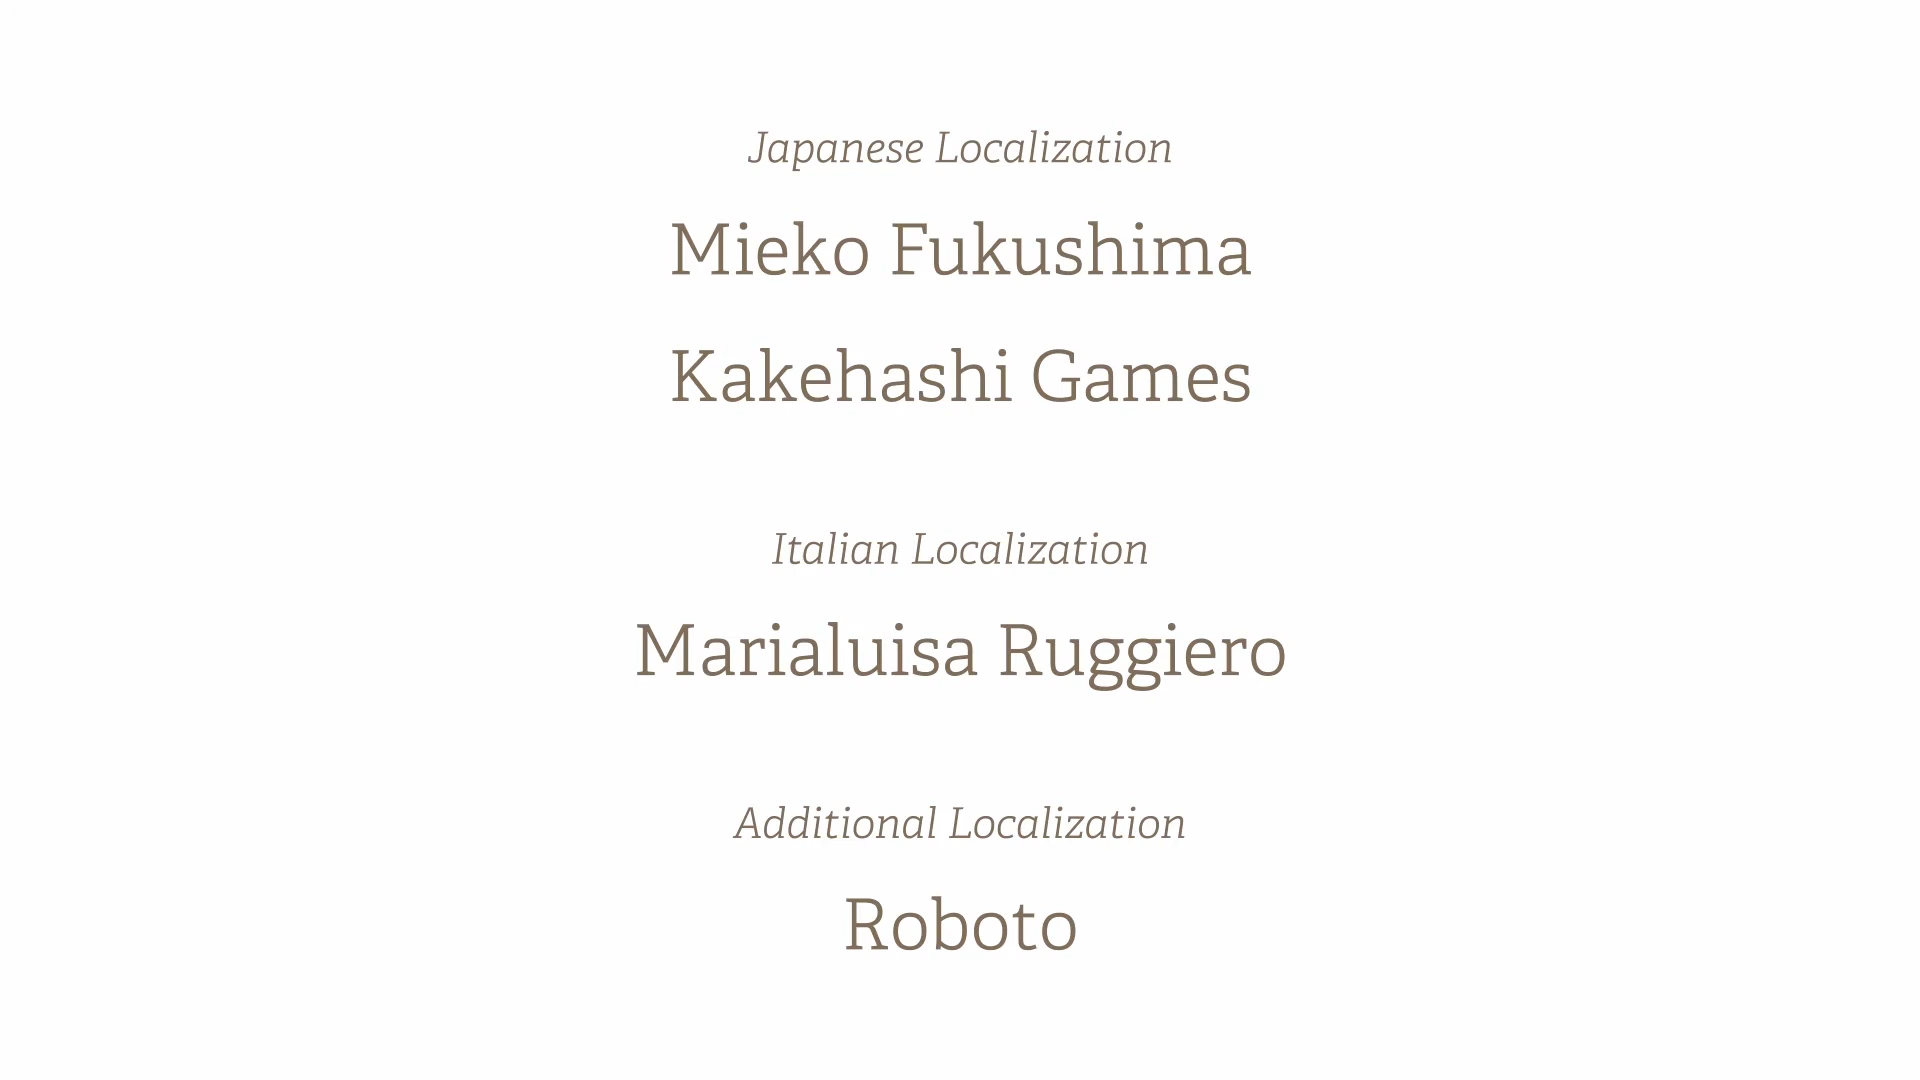 Japanese Localization
Mieko Fukushima
Kakehashi Games
Italian Localization
Marialuisa Ruggiero
Additional Localization
Roboto